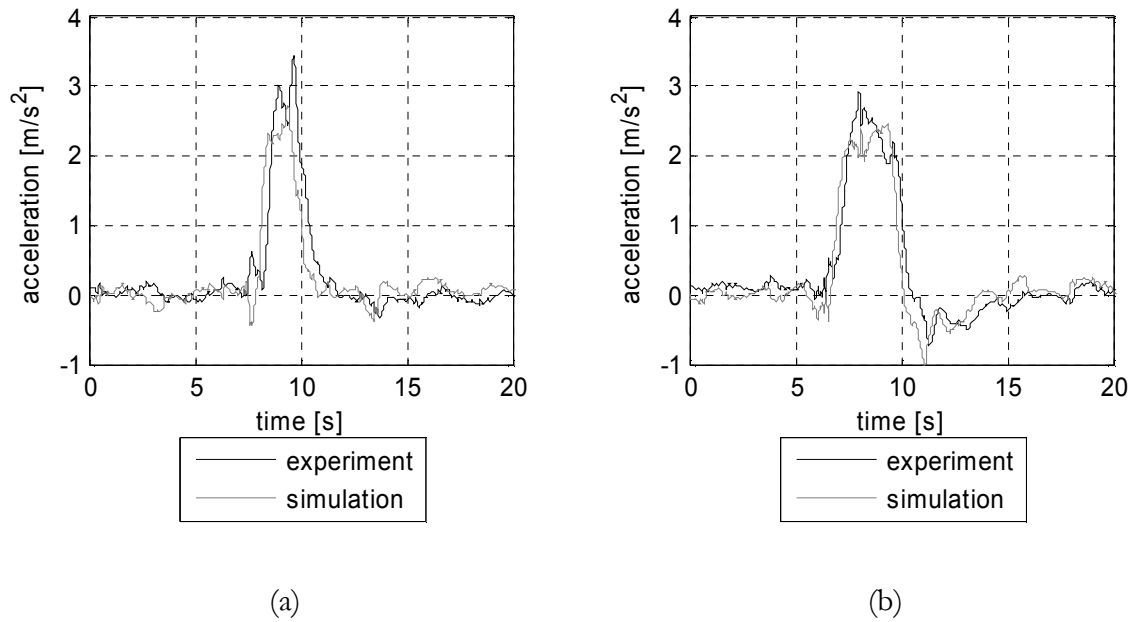 4
3
2
1
0
-1
acceleration [m/s²]
0 5 10 15 20
time [s]
experiment
simulation
(a)
4
3
2
1
0
-1
acceleration [m/s²]
0 5 10 15 20
time [s]
experiment
simulation
(b)